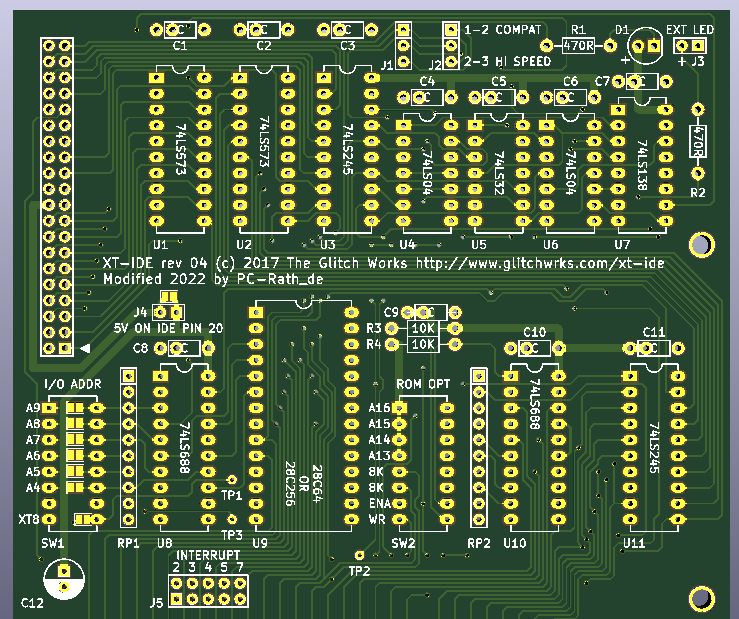 C1
C2
C3
J1
J2
1-2 COMPAT
2-3 HI SPEED
R1
470R
D1
+
EXT LED
+ J3
C4
C5
C6
C7
74LS573
74LS573
74LS245
74LS04
74LS32
74LS04
74LS138
470R
R2
U1
U2
U3
U4
U5
U6
U7
XT-IDE rev 04 (c) 2017 The Glitch Works http://www.glitchwrks.com/xt-ide
Modified 2022 by PC-Rath_de
J4
5V ON IDE PIN 20
C8
C9
R3
10K
R4
10K
C10
C11
I/O ADDR
A9
A8
A7
A6
A5
A4
XT8
SW1
RP1
74LS688
U8
TP1
TP3
28C64
OR
28C256
U9
ROM OPT
A16
A15
A14
A13
8K
8K
ENA
WR
SW2
RP2
74LS688
U10
74LS245
U11
TP2
INTERRUPT
2 3 4 5 7
J5
C12